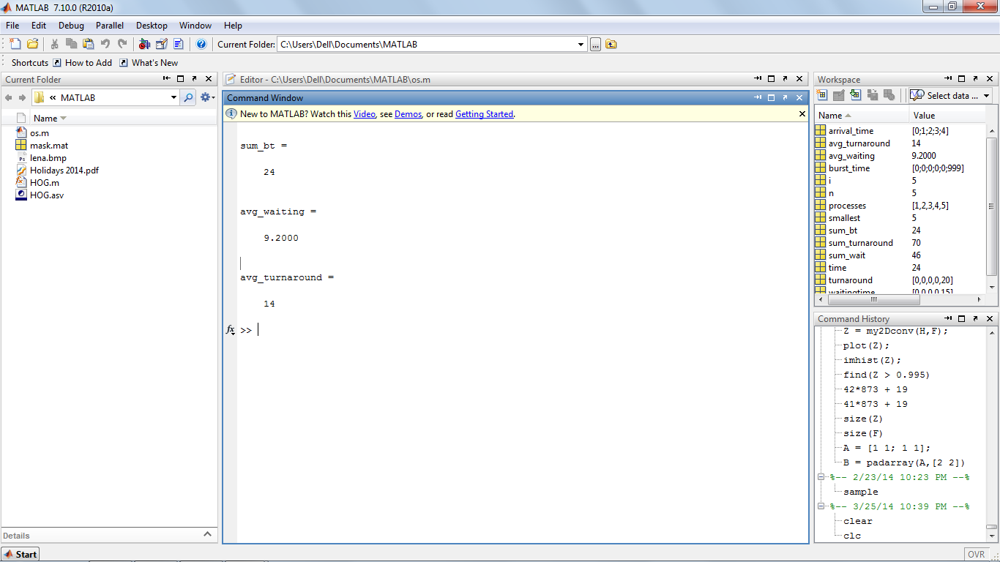 MATLAB 7.10.0 (R2010a)
File Edit Debug Parallel Desktop Window Help
Current Folder: C:\Users\Dell\Documents\MATLAB ...
Shortcuts How to Add What's New
Current Folder
« MATLAB
Name
os.m
mask.mat
lena.bmp
Holidays 2014.pdf
HOG.m
HOG.asv
Details
Start
Editor - C:\Users\Dell\Documents\MATLAB\os.m
Command Window
New to MATLAB? Watch this Video, see Demos, or read Getting Started.
sum_bt =
24
avg_waiting =
9.2000
avg_turnaround =
14
fx >>
Workspace
Select data ...
Name Value
arrival_time [0;1;2;3;4]
avg_turnaround 14
avg_waiting 9.2000
burst_time [0;0;0;0;0;999]
i 5
n 5
processes [1,2,3,4,5]
smallest 5
sum_bt 24
sum_turnaround 70
sum_wait 46
time 24
turnaround [0,0,0,0,20]
waitingtime [0,0,0,0,15]
Command History
Z = my2Dconv(H,F);
plot(Z);
imhist(Z);
find(Z > 0.995)
42*873 + 19
41*873 + 19
size(Z)
size(F)
A = [1 1; 1 1];
B = padarray(A,[2 2])
%-- 2/23/14 10:23 PM --%
sample
%-- 3/25/14 10:39 PM --%
clear
clc
OVR